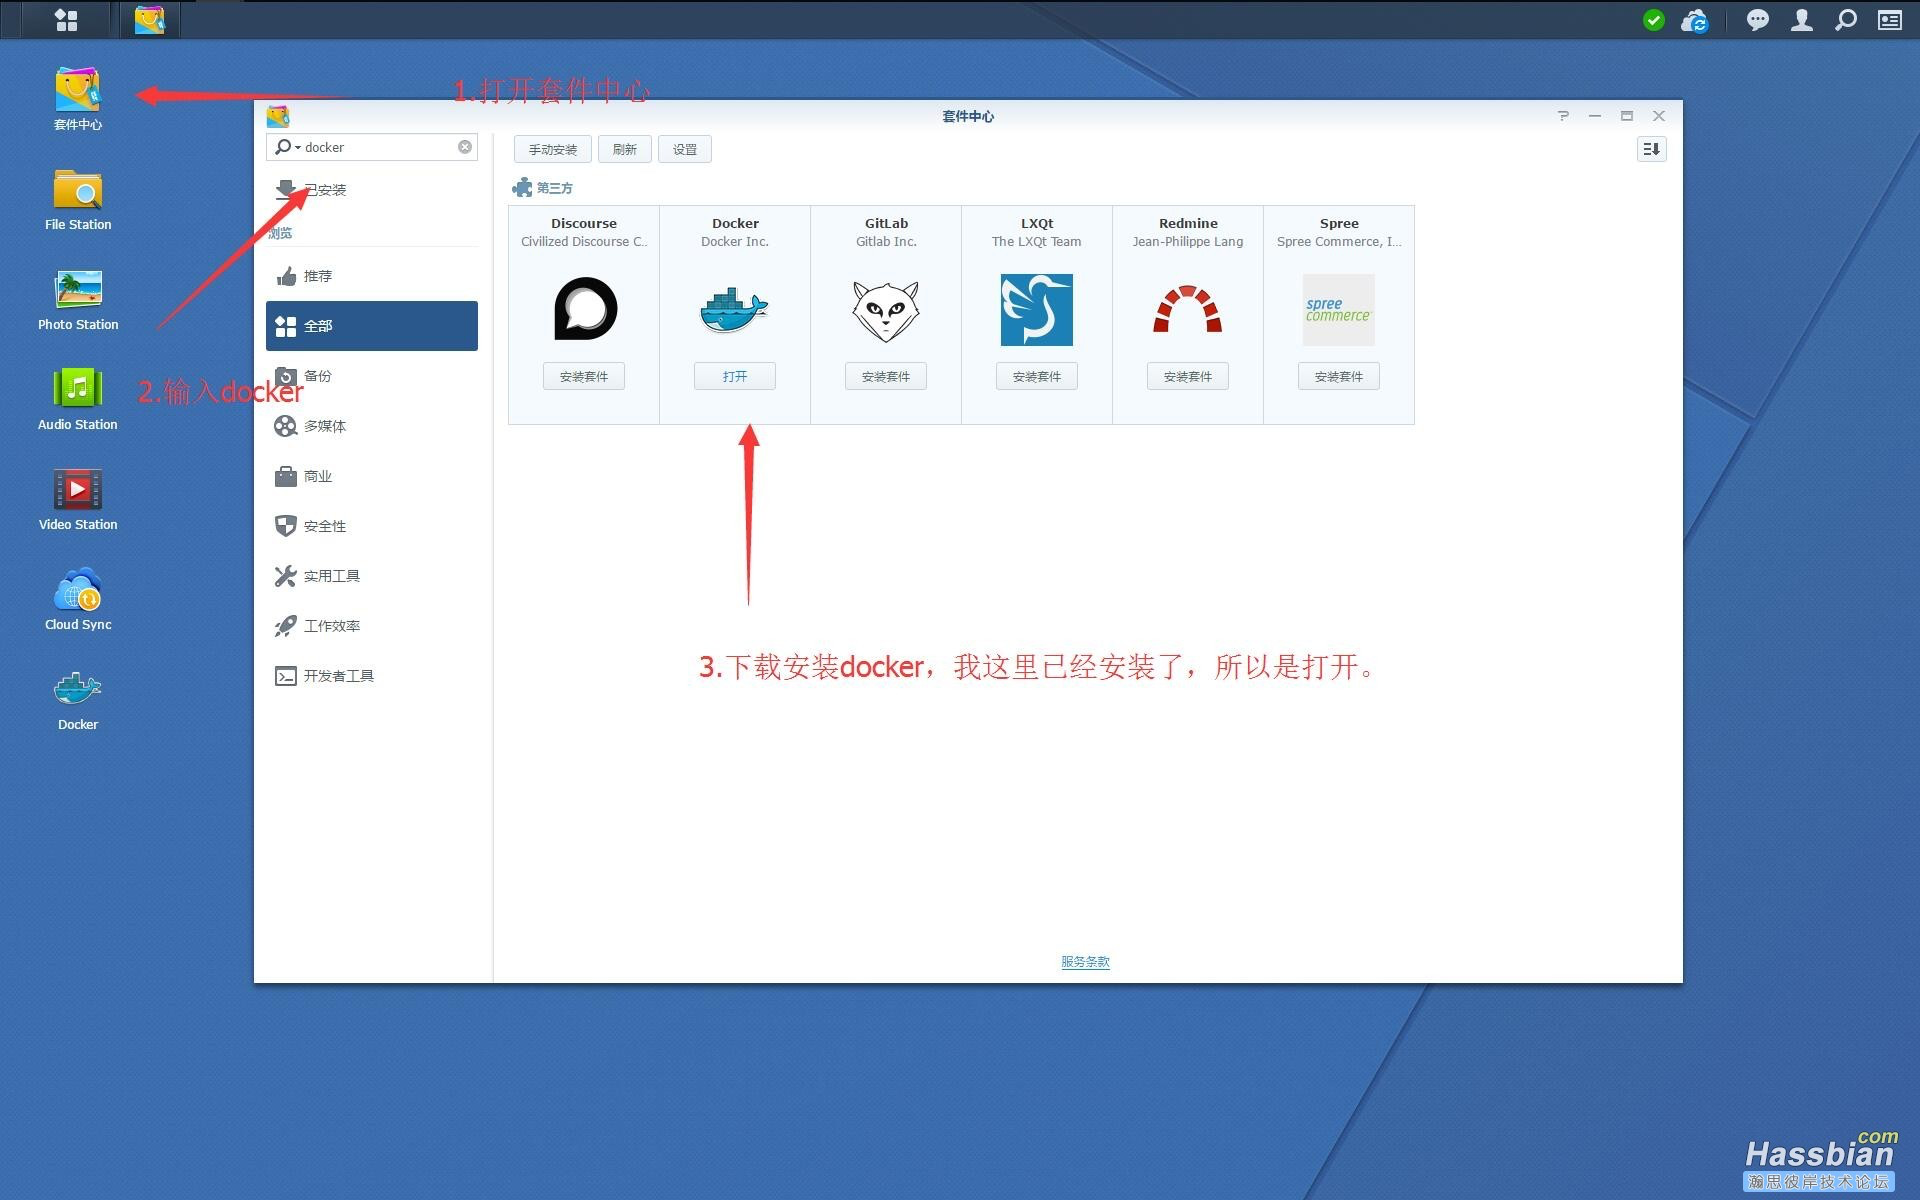 1.打开套件中心
套件中心
套件中心
docker
手动安装
刷新
设置
已安装
第三方
File Station
浏览
Discourse
Civilized Discourse C..
安装套件
Docker
Docker Inc.
打开
GitLab
Gitlab Inc.
安装套件
LXQt
The LXQt Team
安装套件
Redmine
Jean-Philippe Lang
安装套件
Spree
Spree Commerce, I...
spree
commerce
安装套件
推荐
Photo Station
全部
备份
2.输入docker
Audio Station
多媒体
商业
Video Station
安全性
实用工具
Cloud Sync
工作效率
3.下载安装docker，我这里已经安装了，所以是打开。
开发者工具
Docker
服务条款
Hassbian.com
瀚思彼岸技术论坛